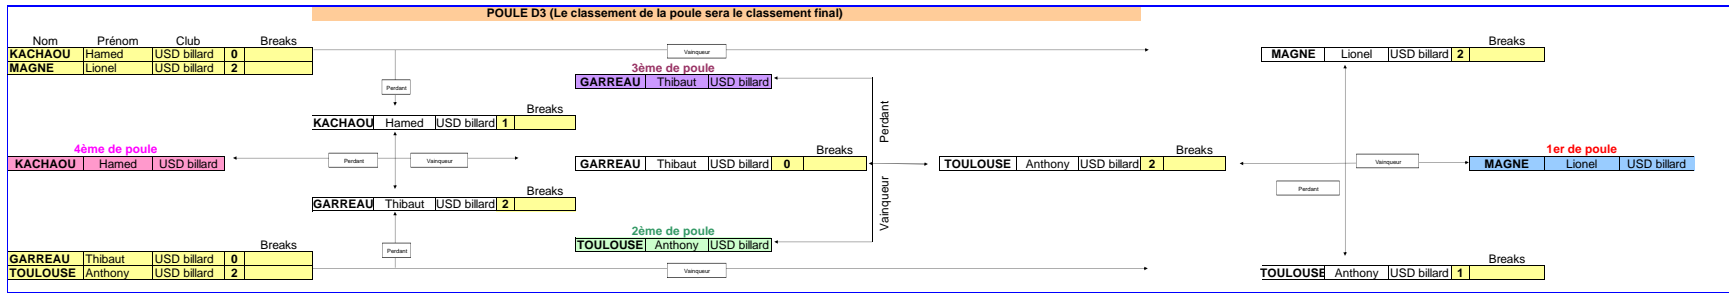 POULE D3 (Le classement de la poule sera le classement final)
Nom Prénom Club Breaks
KACHAOU Hamed USD billard 0
MAGNE Lionel USD billard 2
Vainqueur
Breaks
MAGNE Lionel USD billard 2
3ème de poule
GARREAU Thibaut USD billard
Perdant
Breaks
KACHAOU Hamed USD billard 1
Perdant
4ème de poule
KACHAOU Hamed USD billard
Perdant
Vainqueur
Breaks
GARREAU Thibaut USD billard 0
Breaks
TOULOUSE Anthony USD billard 2
Vainqueur
1er de poule
MAGNE Lionel USD billard
Perdant
Breaks
GARREAU Thibaut USD billard 2
Vainqueur
2ème de poule
TOULOUSE Anthony USD billard
Perdant
Breaks
GARREAU Thibaut USD billard 0
TOULOUSE Anthony USD billard 2
Vainqueur
Breaks
TOULOUSE Anthony USD billard 1